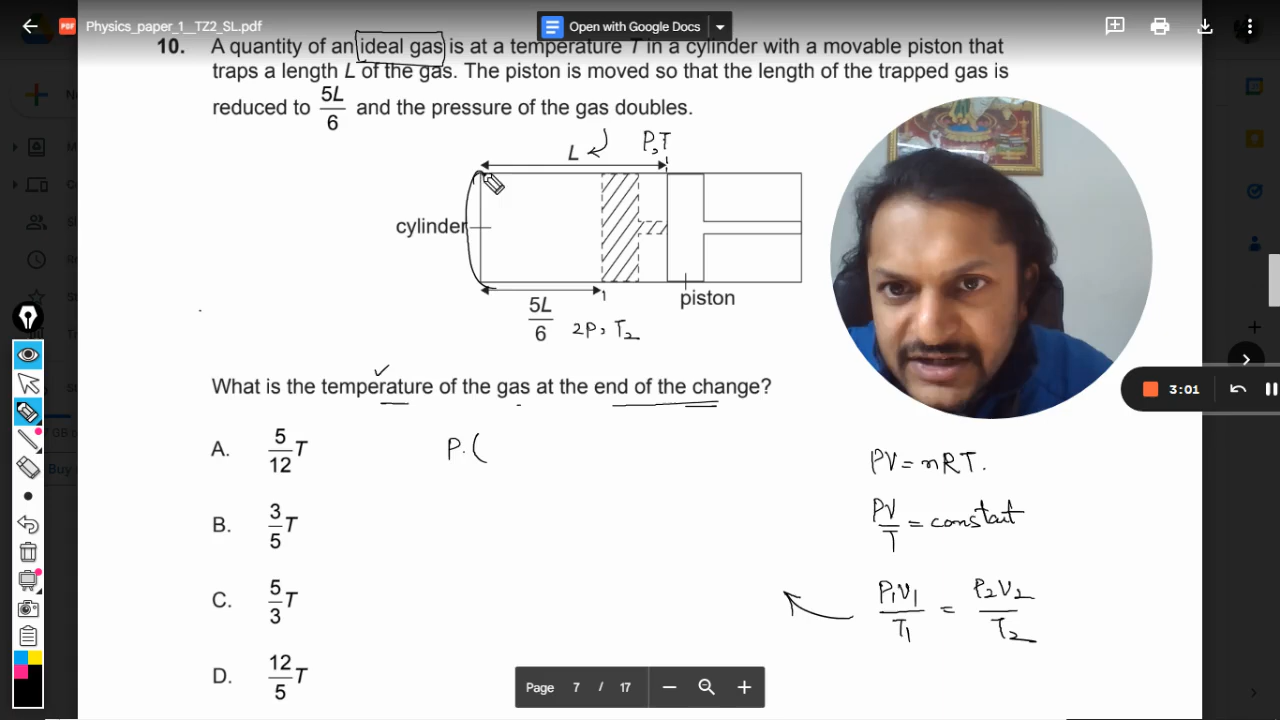 Physics_paper_1__TZ2_SL.pdf
Open with Google Docs
10. A quantity of an ideal gas is at a temperature T in a cylinder with a movable piston that
traps a length L of the gas. The piston is moved so that the length of the trapped gas is
reduced to 5L/6 and the pressure of the gas doubles.
L P,T
cylinder
piston
5L/6 2P, T₂
What is the temperature of the gas at the end of the change?
A. 5/12 T
B. 3/5 T
C. 5/3 T
D. 12/5 T
P.(
PV = nRT.
PV/T = constant
P₁V₁/T₁ = P₂V₂/T₂
3:01
Page 7 / 17